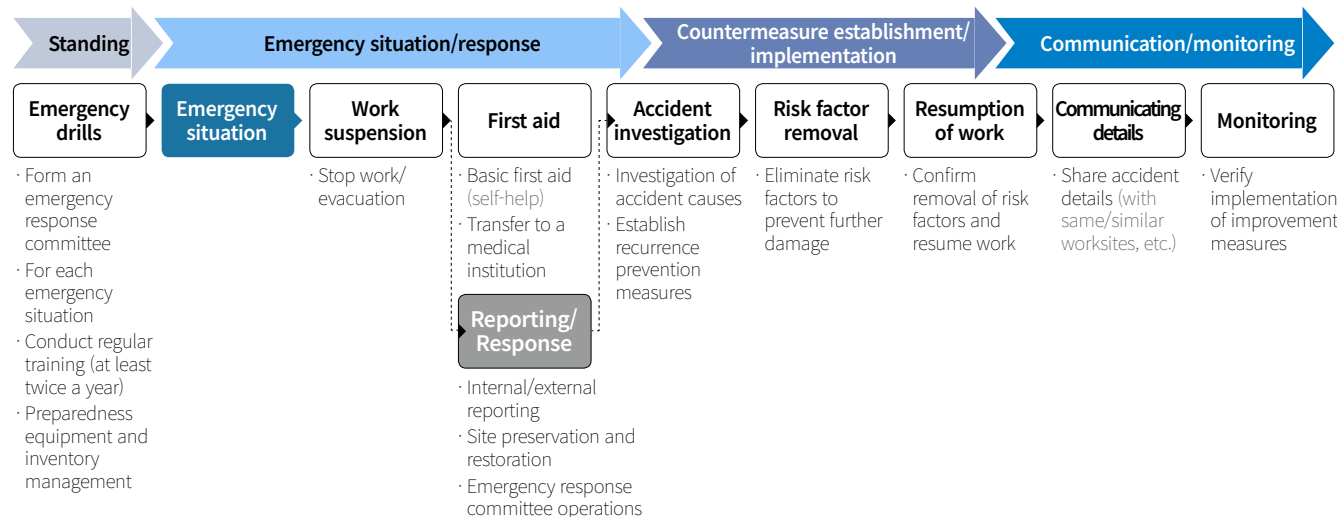 Standing
Emergency situation/response
Countermeasure establishment/
implementation
Communication/monitoring
Emergency
drills
· Form an
emergency
response
committee
· For each
emergency
situation
· Conduct regular
training (at least
twice a year)
· Preparedness
equipment and
inventory
management
Emergency
situation
Work
suspension
· Stop work/
evacuation
First aid
· Basic first aid
(self-help)
· Transfer to a
medical
institution
Reporting/
Response
· Internal/external
reporting
· Site preservation and
restoration
· Emergency response
committee operations
Accident
investigation
· Investigation of
accident causes
· Establish
recurrence
prevention
measures
Risk factor
removal
· Eliminate risk
factors to
prevent further
damage
Resumption
of work
· Confirm
removal of risk
factors and
resume work
Communicating
details
· Share accident
details (with
same/similar
worksites, etc.)
Monitoring
· Verify
implementation
of improvement
measures